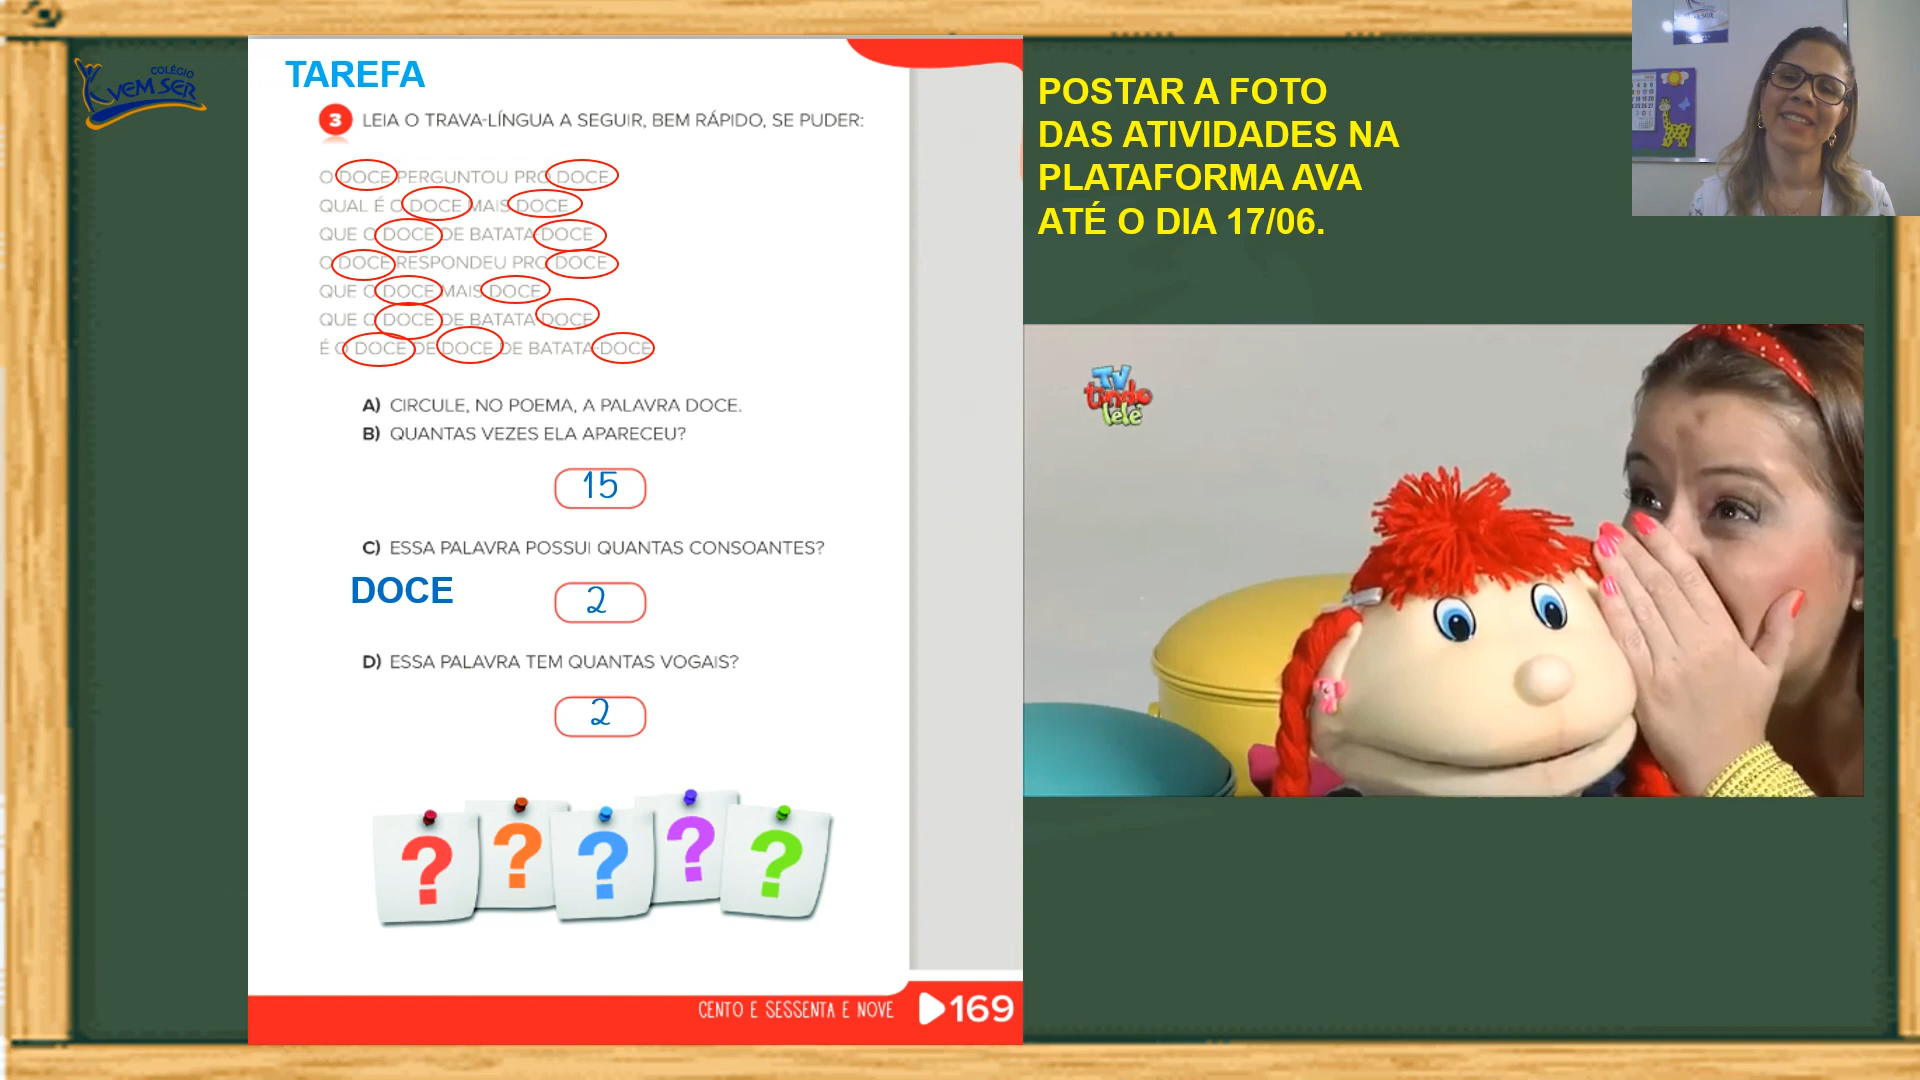 COLÉGIO
VEM SER
TAREFA
3 LEIA O TRAVA-LÍNGUA A SEGUIR, BEM RÁPIDO, SE PUDER:
O DOCE PERGUNTOU PRO DOCE
QUAL É O DOCE MAIS DOCE
QUE O DOCE DE BATATA-DOCE
O DOCE RESPONDEU PRO DOCE
QUE O DOCE MAIS DOCE
QUE O DOCE DE BATATA-DOCE
É O DOCE DE DOCE DE BATATA-DOCE
A) CIRCULE, NO POEMA, A PALAVRA DOCE.
B) QUANTAS VEZES ELA APARECEU?
15
C) ESSA PALAVRA POSSUI QUANTAS CONSOANTES?
DOCE
2
D) ESSA PALAVRA TEM QUANTAS VOGAIS?
2
? ? ? ? ?
CENTO E SESSENTA E NOVE
169
POSTAR A FOTO
DAS ATIVIDADES NA
PLATAFORMA AVA
ATÉ O DIA 17/06.
TV
tindo
lelê